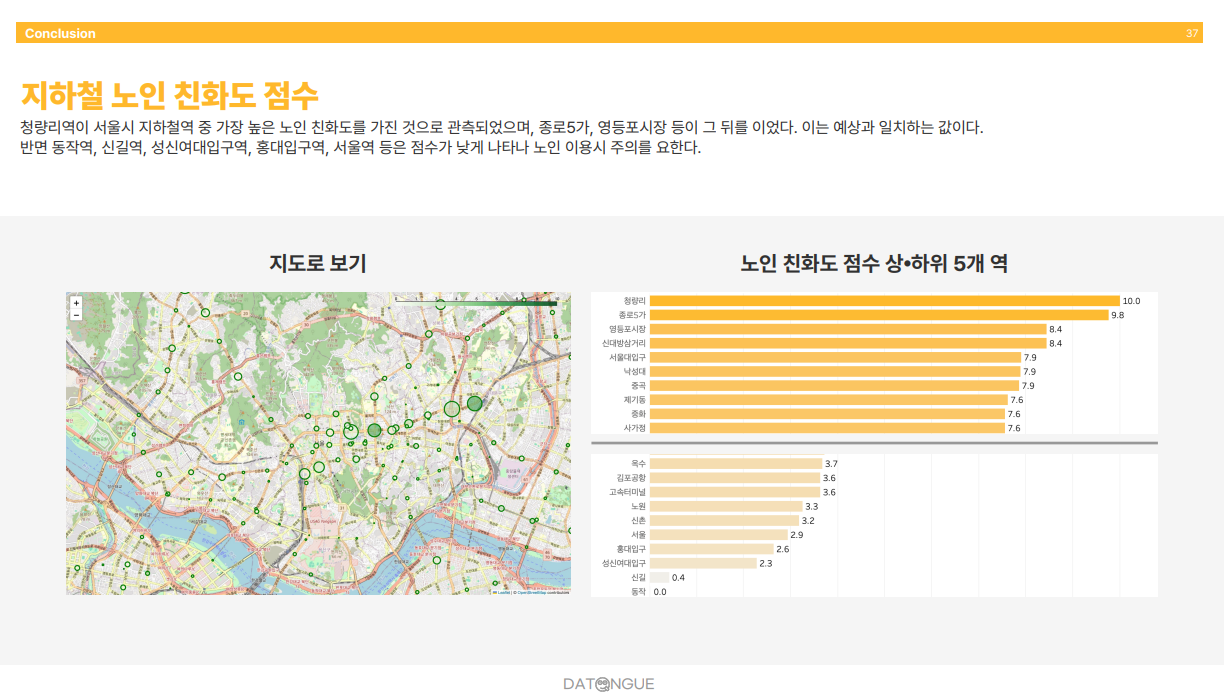 Conclusion
37
지하철 노인 친화도 점수
청량리역이 서울시 지하철역 중 가장 높은 노인 친화도를 가진 것으로 관측되었으며, 종로5가, 영등포시장 등이 그 뒤를 이었다. 이는 예상과 일치하는 값이다.
반면 동작역, 신길역, 성신여대입구역, 홍대입구역, 서울역 등은 점수가 낮게 나타나 노인 이용시 주의를 요한다.
지도로 보기
노인 친화도 점수 상•하위 5개 역
+
−
Leaflet | © OpenStreetMap contributors
청량리 10.0
종로5가 9.8
영등포시장 8.4
신대방삼거리 8.4
서울대입구 7.9
낙성대 7.9
중곡 7.9
제기동 7.6
중화 7.6
사가정 7.6
옥수 3.7
김포공항 3.6
고속터미널 3.6
노원 3.3
신촌 3.2
서울 2.9
홍대입구 2.6
성신여대입구 2.3
신길 0.4
동작 0.0
DATONGUE